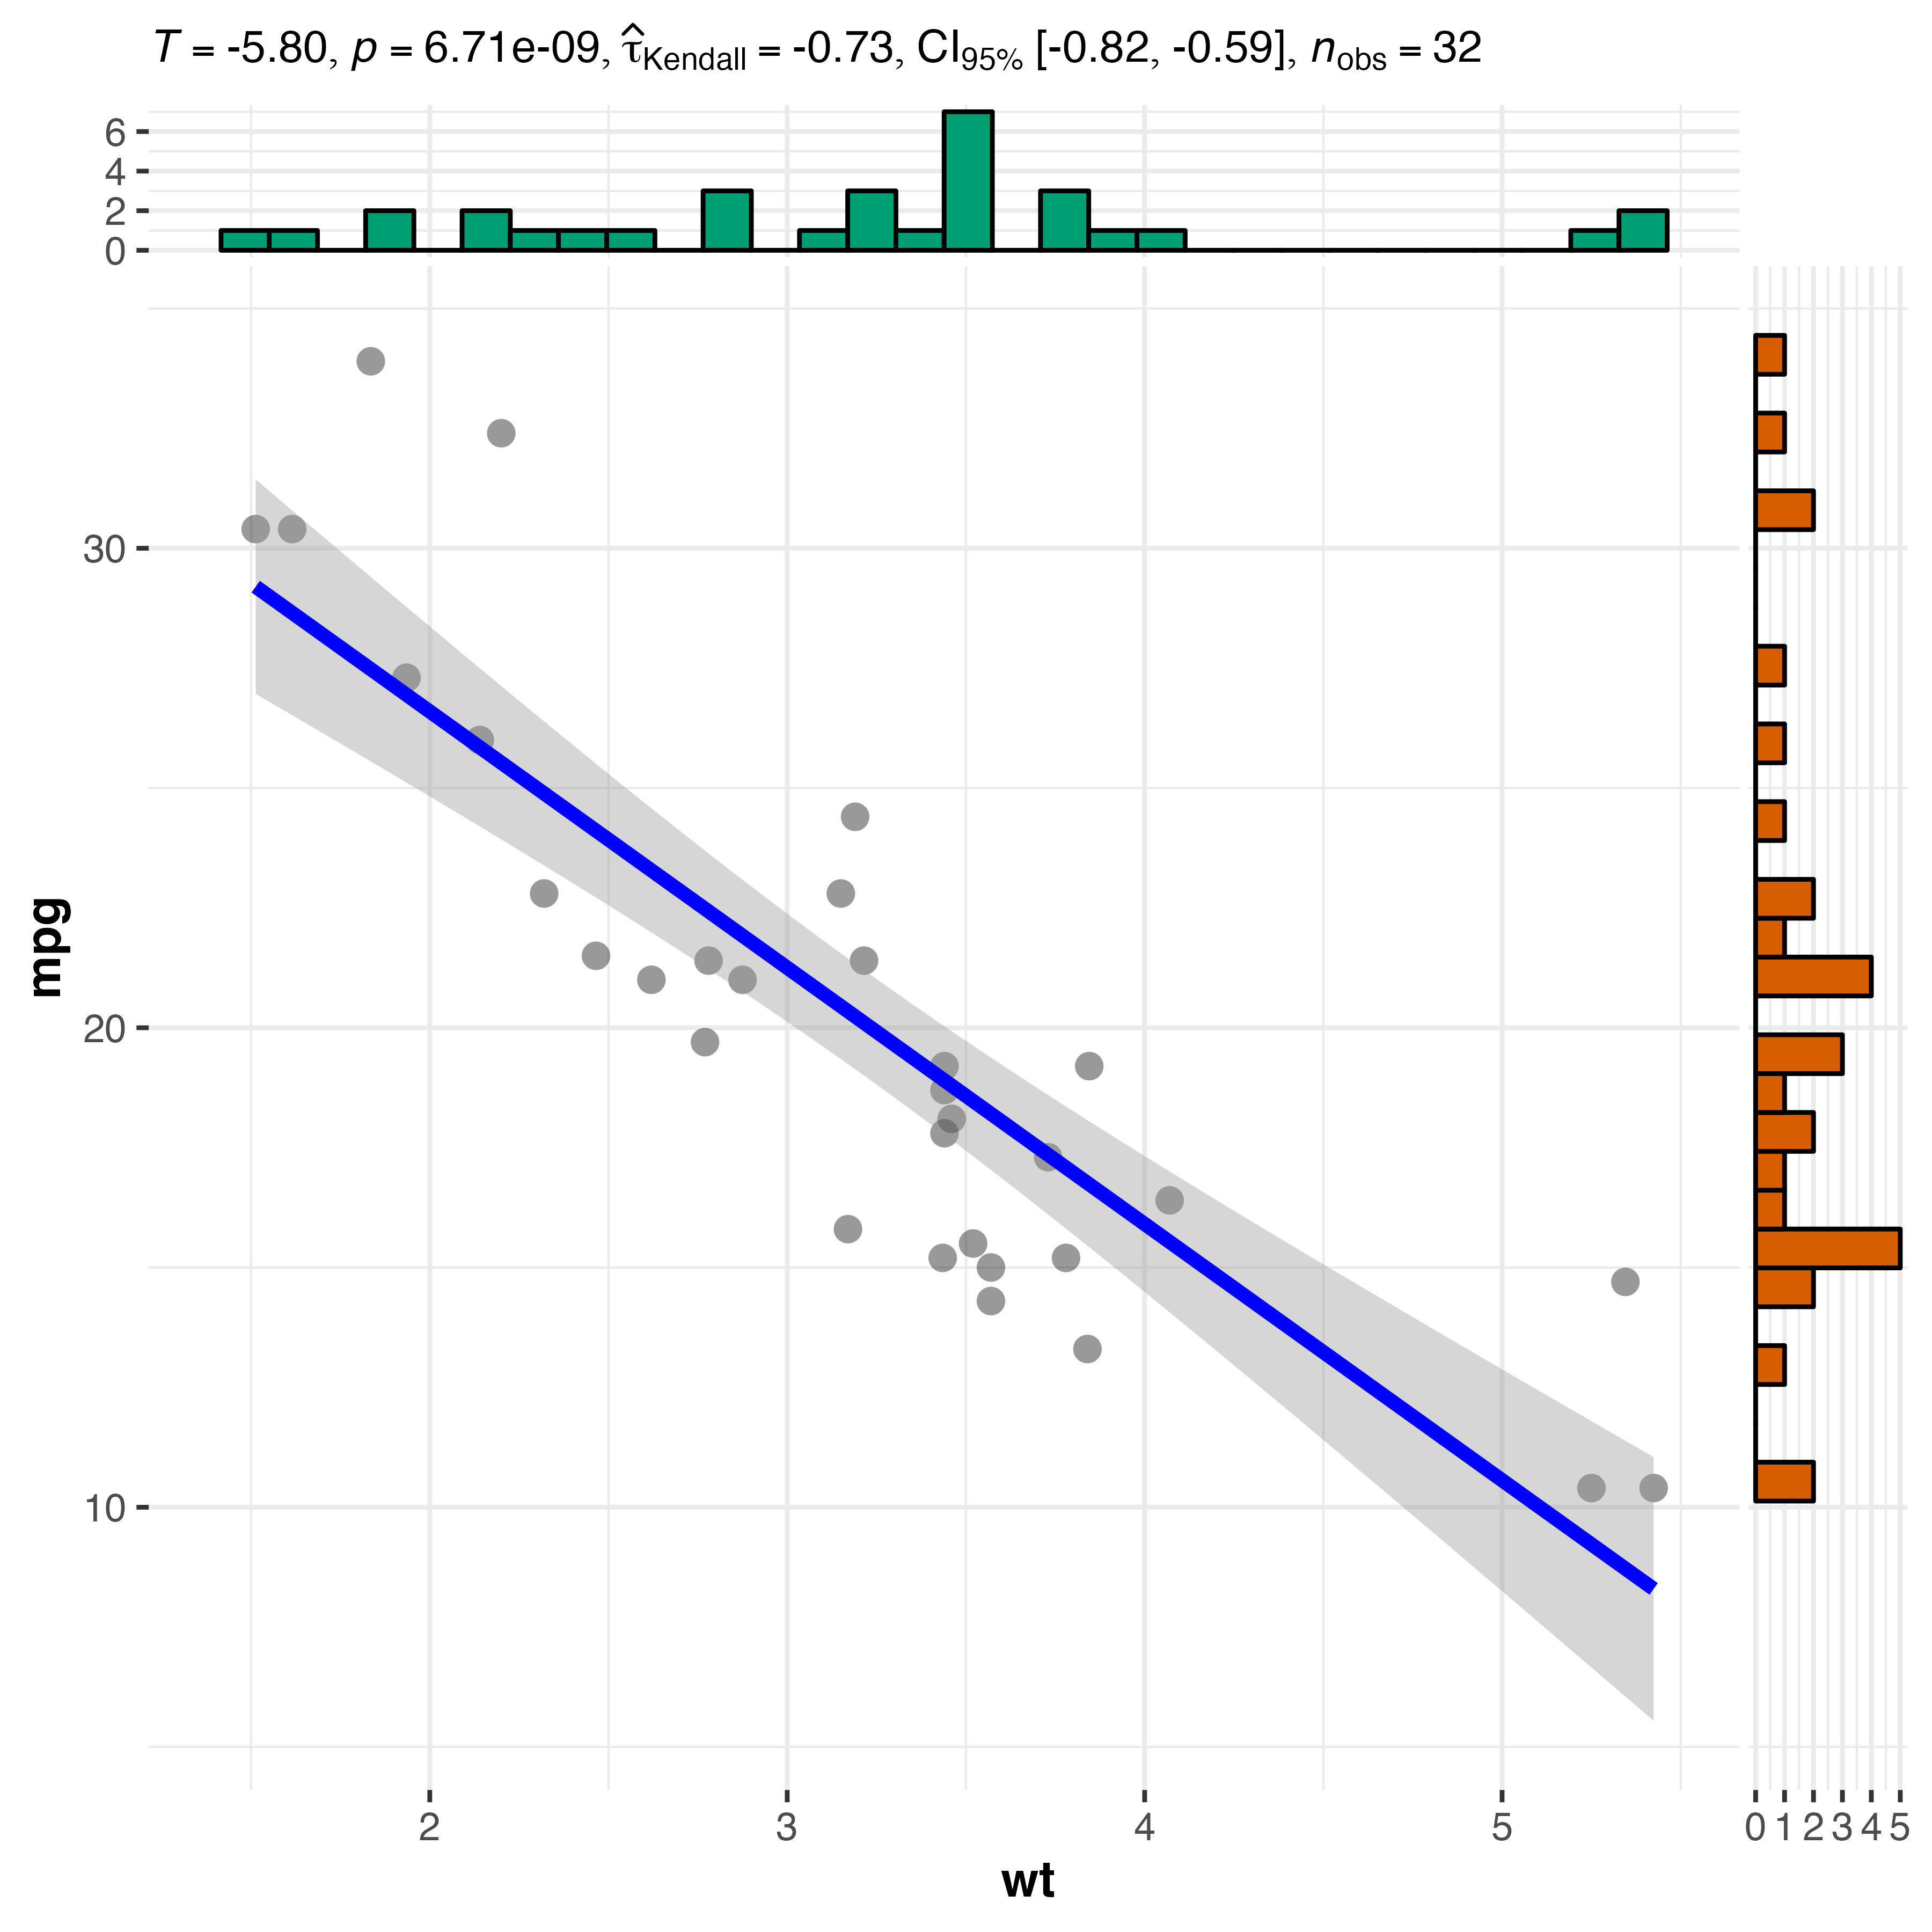 T = -5.80, p = 6.71e-09, τ̂Kendall = -0.73, CI95% [-0.82, -0.59], nobs = 32
6
4
2
0
30
20
10
mpg
2 3 4 5
0 1 2 3 4 5
wt